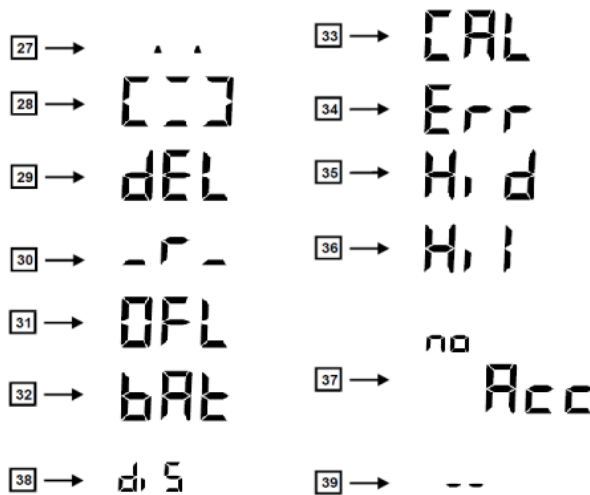 27
28 [ _ ]
29 dEL
30 _ r _
31 OFL
32 bAt
33 CAL
34 Err
35 Hi d
36 Hi l
no
37 Acc
38 di S
39 --